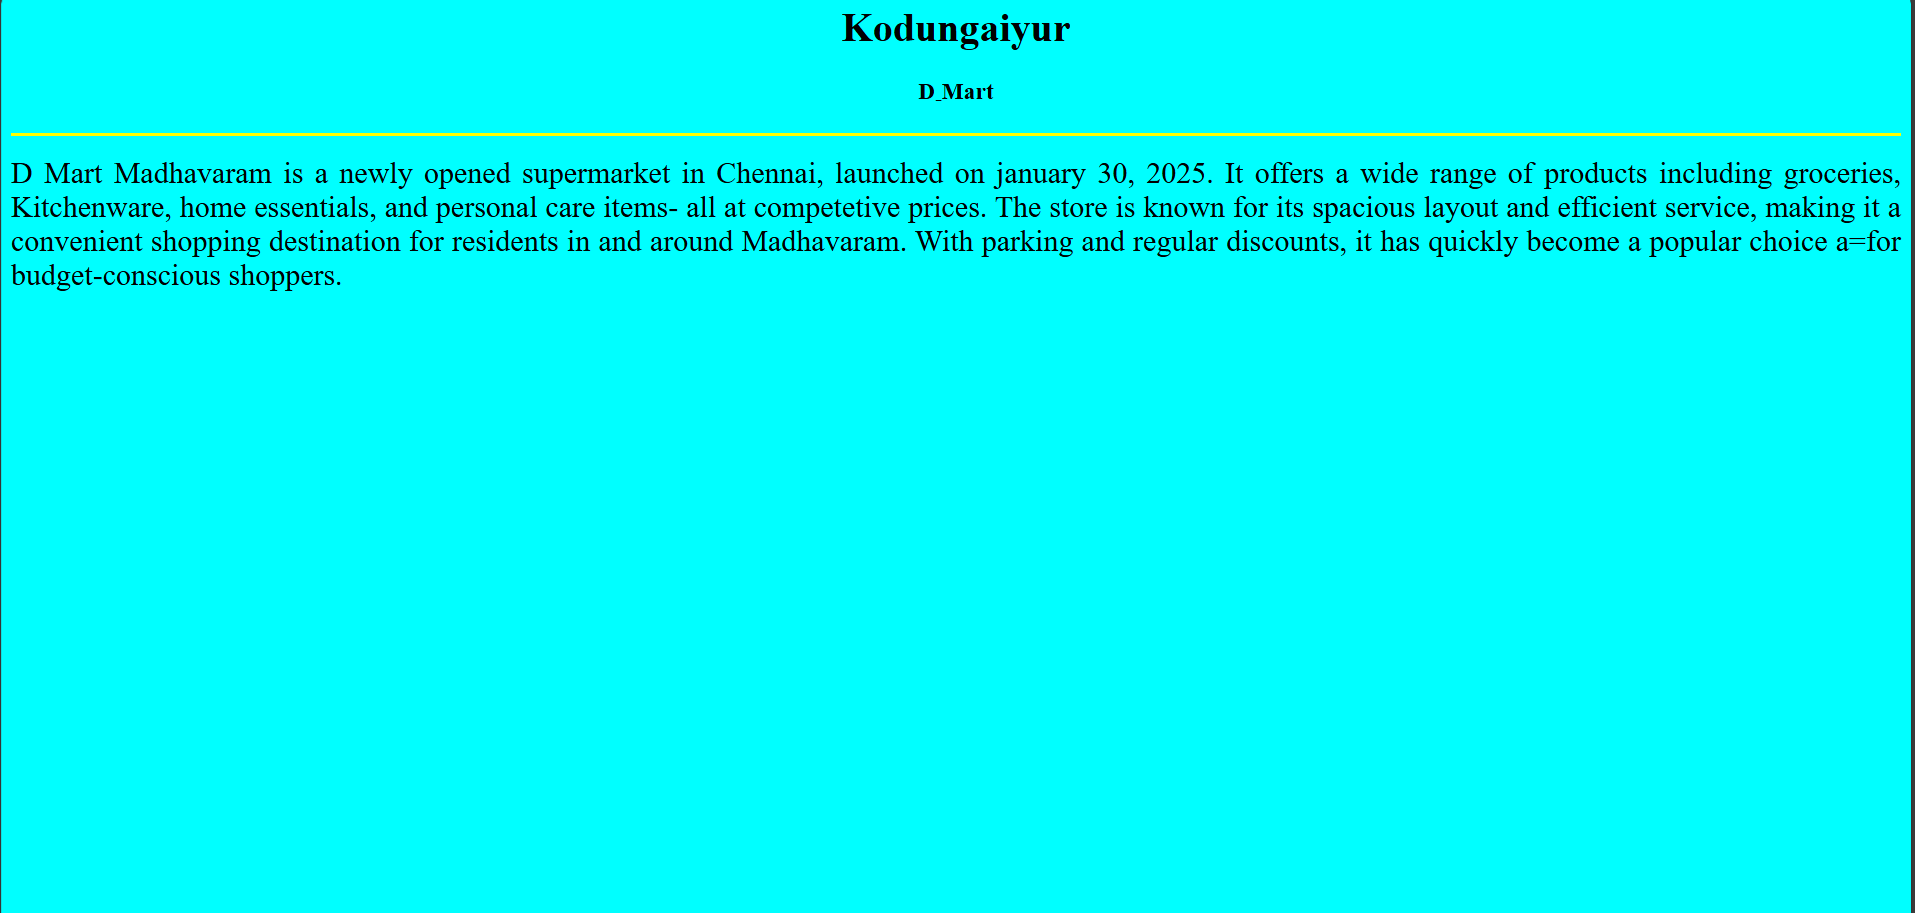 Kodungaiyur
D_Mart
D Mart Madhavaram is a newly opened supermarket in Chennai, launched on january 30, 2025. It offers a wide range of products including groceries,
Kitchenware, home essentials, and personal care items- all at competetive prices. The store is known for its spacious layout and efficient service, making it a
convenient shopping destination for residents in and around Madhavaram. With parking and regular discounts, it has quickly become a popular choice a=for
budget-conscious shoppers.